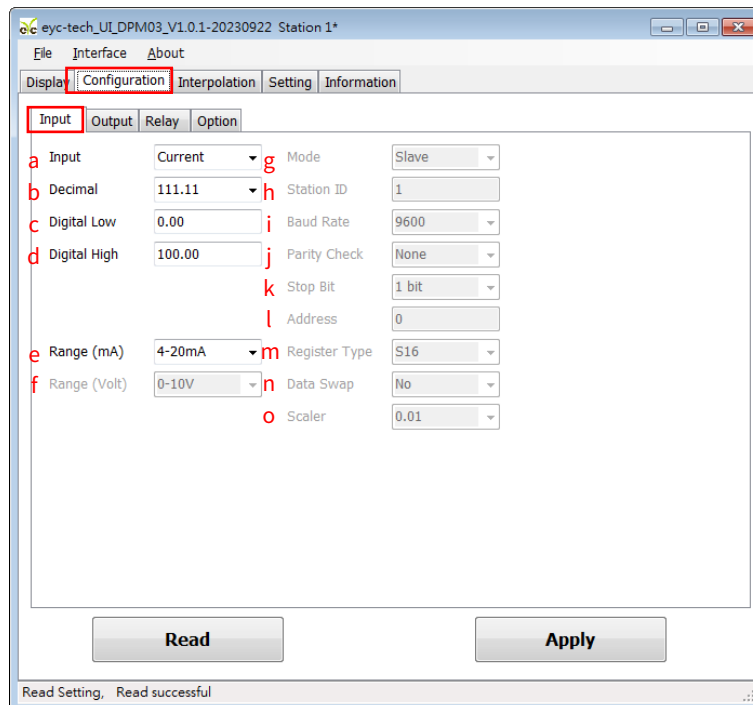 eyc-tech_UI_DPM03_V1.0.1-20230922 Station 1*
File Interface About
Display Configuration Interpolation Setting Information
Input Output Relay Option
a Input Current g Mode Slave
b Decimal 111.11 h Station ID 1
c Digital Low 0.00 i Baud Rate 9600
d Digital High 100.00 j Parity Check None
k Stop Bit 1 bit
l Address 0
e Range (mA) 4-20mA m Register Type S16
f Range (Volt) 0-10V n Data Swap No
o Scaler 0.01
Read Apply
Read Setting, Read successful